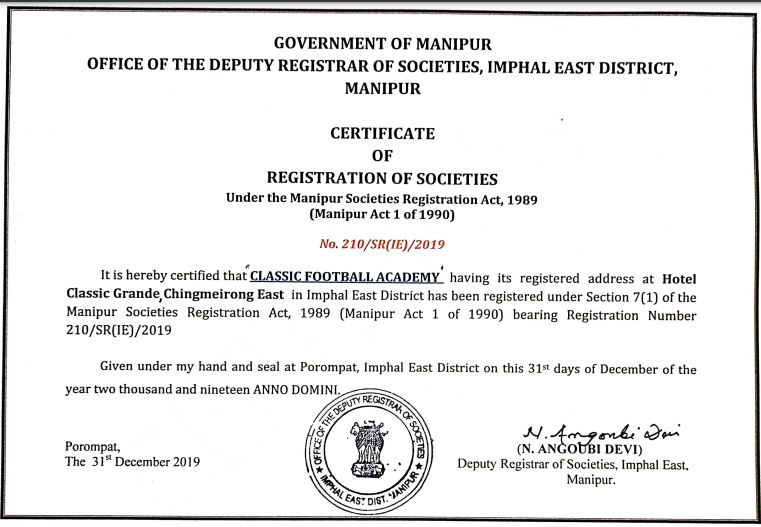 GOVERNMENT OF MANIPUR
OFFICE OF THE DEPUTY REGISTRAR OF SOCIETIES, IMPHAL EAST DISTRICT,
MANIPUR
CERTIFICATE
OF
REGISTRATION OF SOCIETIES
Under the Manipur Societies Registration Act, 1989
(Manipur Act 1 of 1990)
No. 210/SR(IE)/2019
It is hereby certified that "CLASSIC FOOTBALL ACADEMY" having its registered address at Hotel
Classic Grande, Chingmeirong East in Imphal East District has been registered under Section 7(1) of the
Manipur Societies Registration Act, 1989 (Manipur Act 1 of 1990) bearing Registration Number
210/SR(IE)/2019
Given under my hand and seal at Porompat, Imphal East District on this 31st days of December of the
year two thousand and nineteen ANNO DOMINI.
OFFICE OF THE DEPUTY REGISTRAR OF SOCIETIES
★ IMPHAL EAST DIST. MANIPUR ★
N. Angoubi Devi
Porompat,
The 31st December 2019
(N. ANGOUBI DEVI)
Deputy Registrar of Societies, Imphal East,
Manipur.